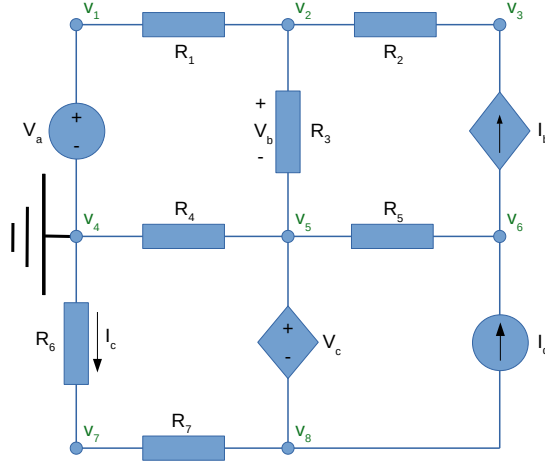 v1 v2 v3
R1 R2
+
Va
-
+
Vb
-
R3
v4 R4 v5 R5 v6
R6 Ic
+
Vc
-
v7 R7 v8